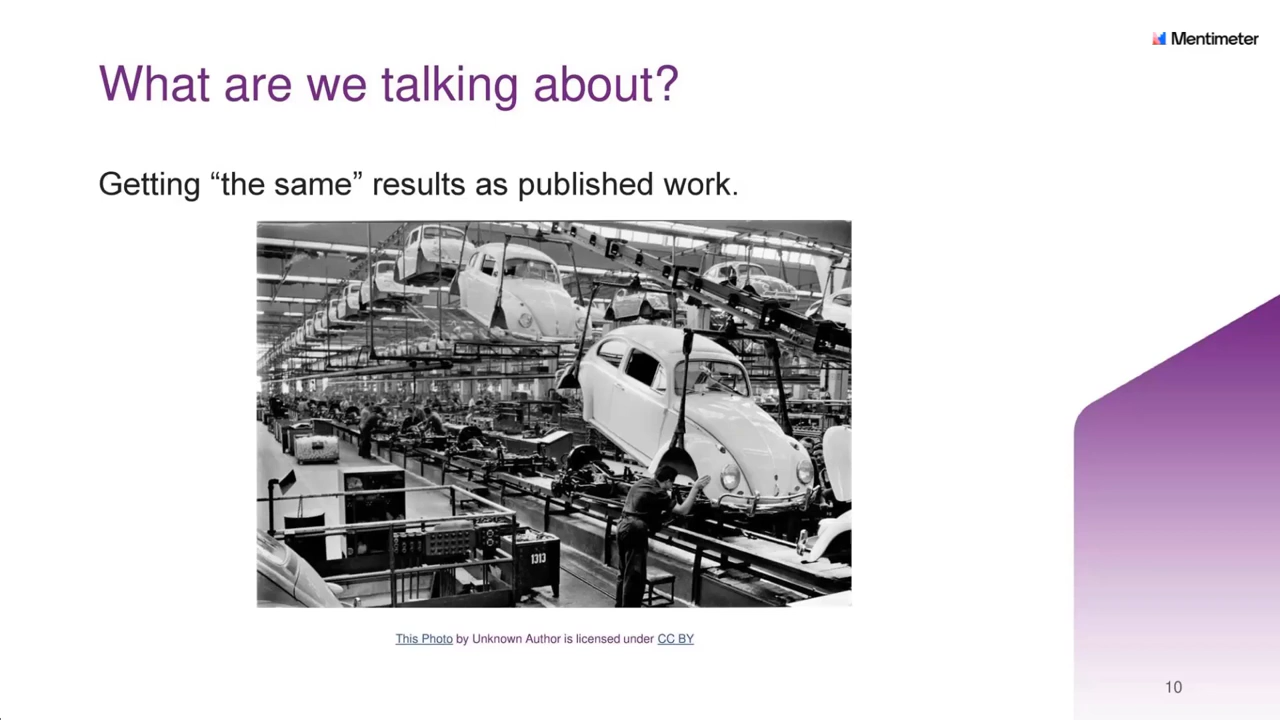 Mentimeter
What are we talking about?
Getting “the same” results as published work.
1313
This Photo by Unknown Author is licensed under CC BY
10